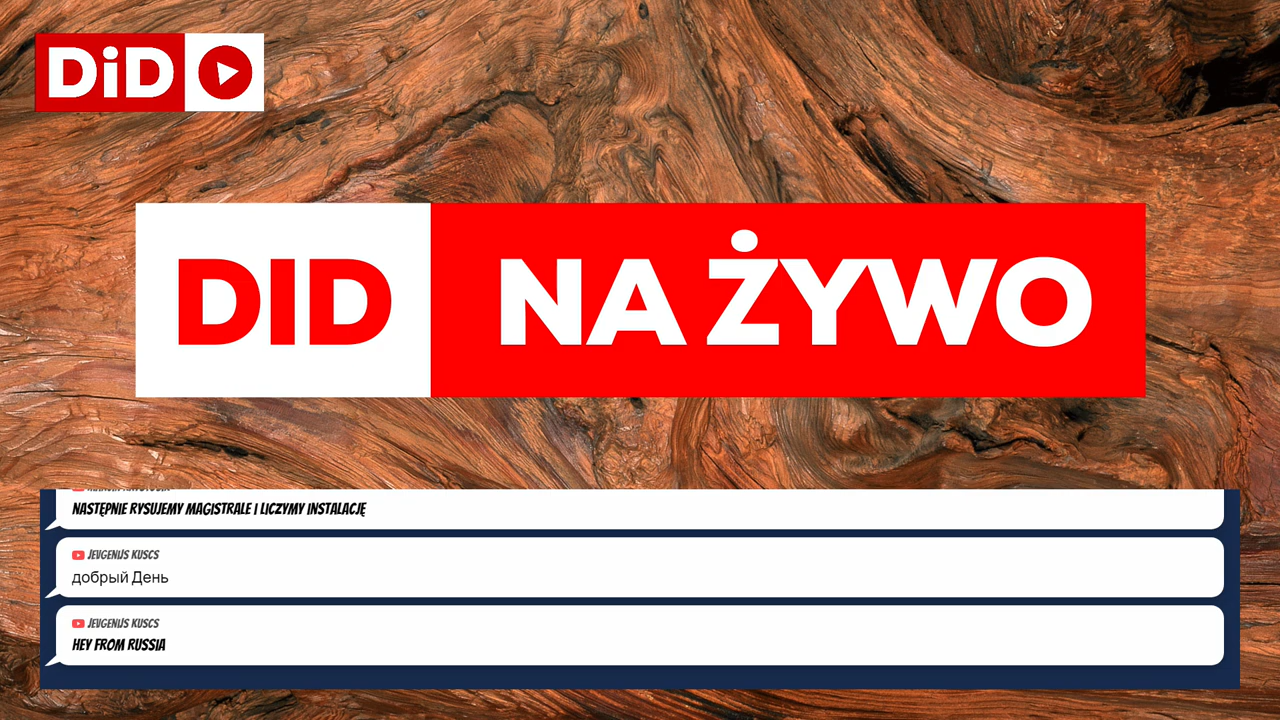 DiD
DID NA ŻYWO
NASTĘPNIE RYSUJEMY MAGISTRALE I LICZYMY INSTALACJĘ
JEVGENIJS KUSCS
добрый День
JEVGENIJS KUSCS
HEY FROM RUSSIA